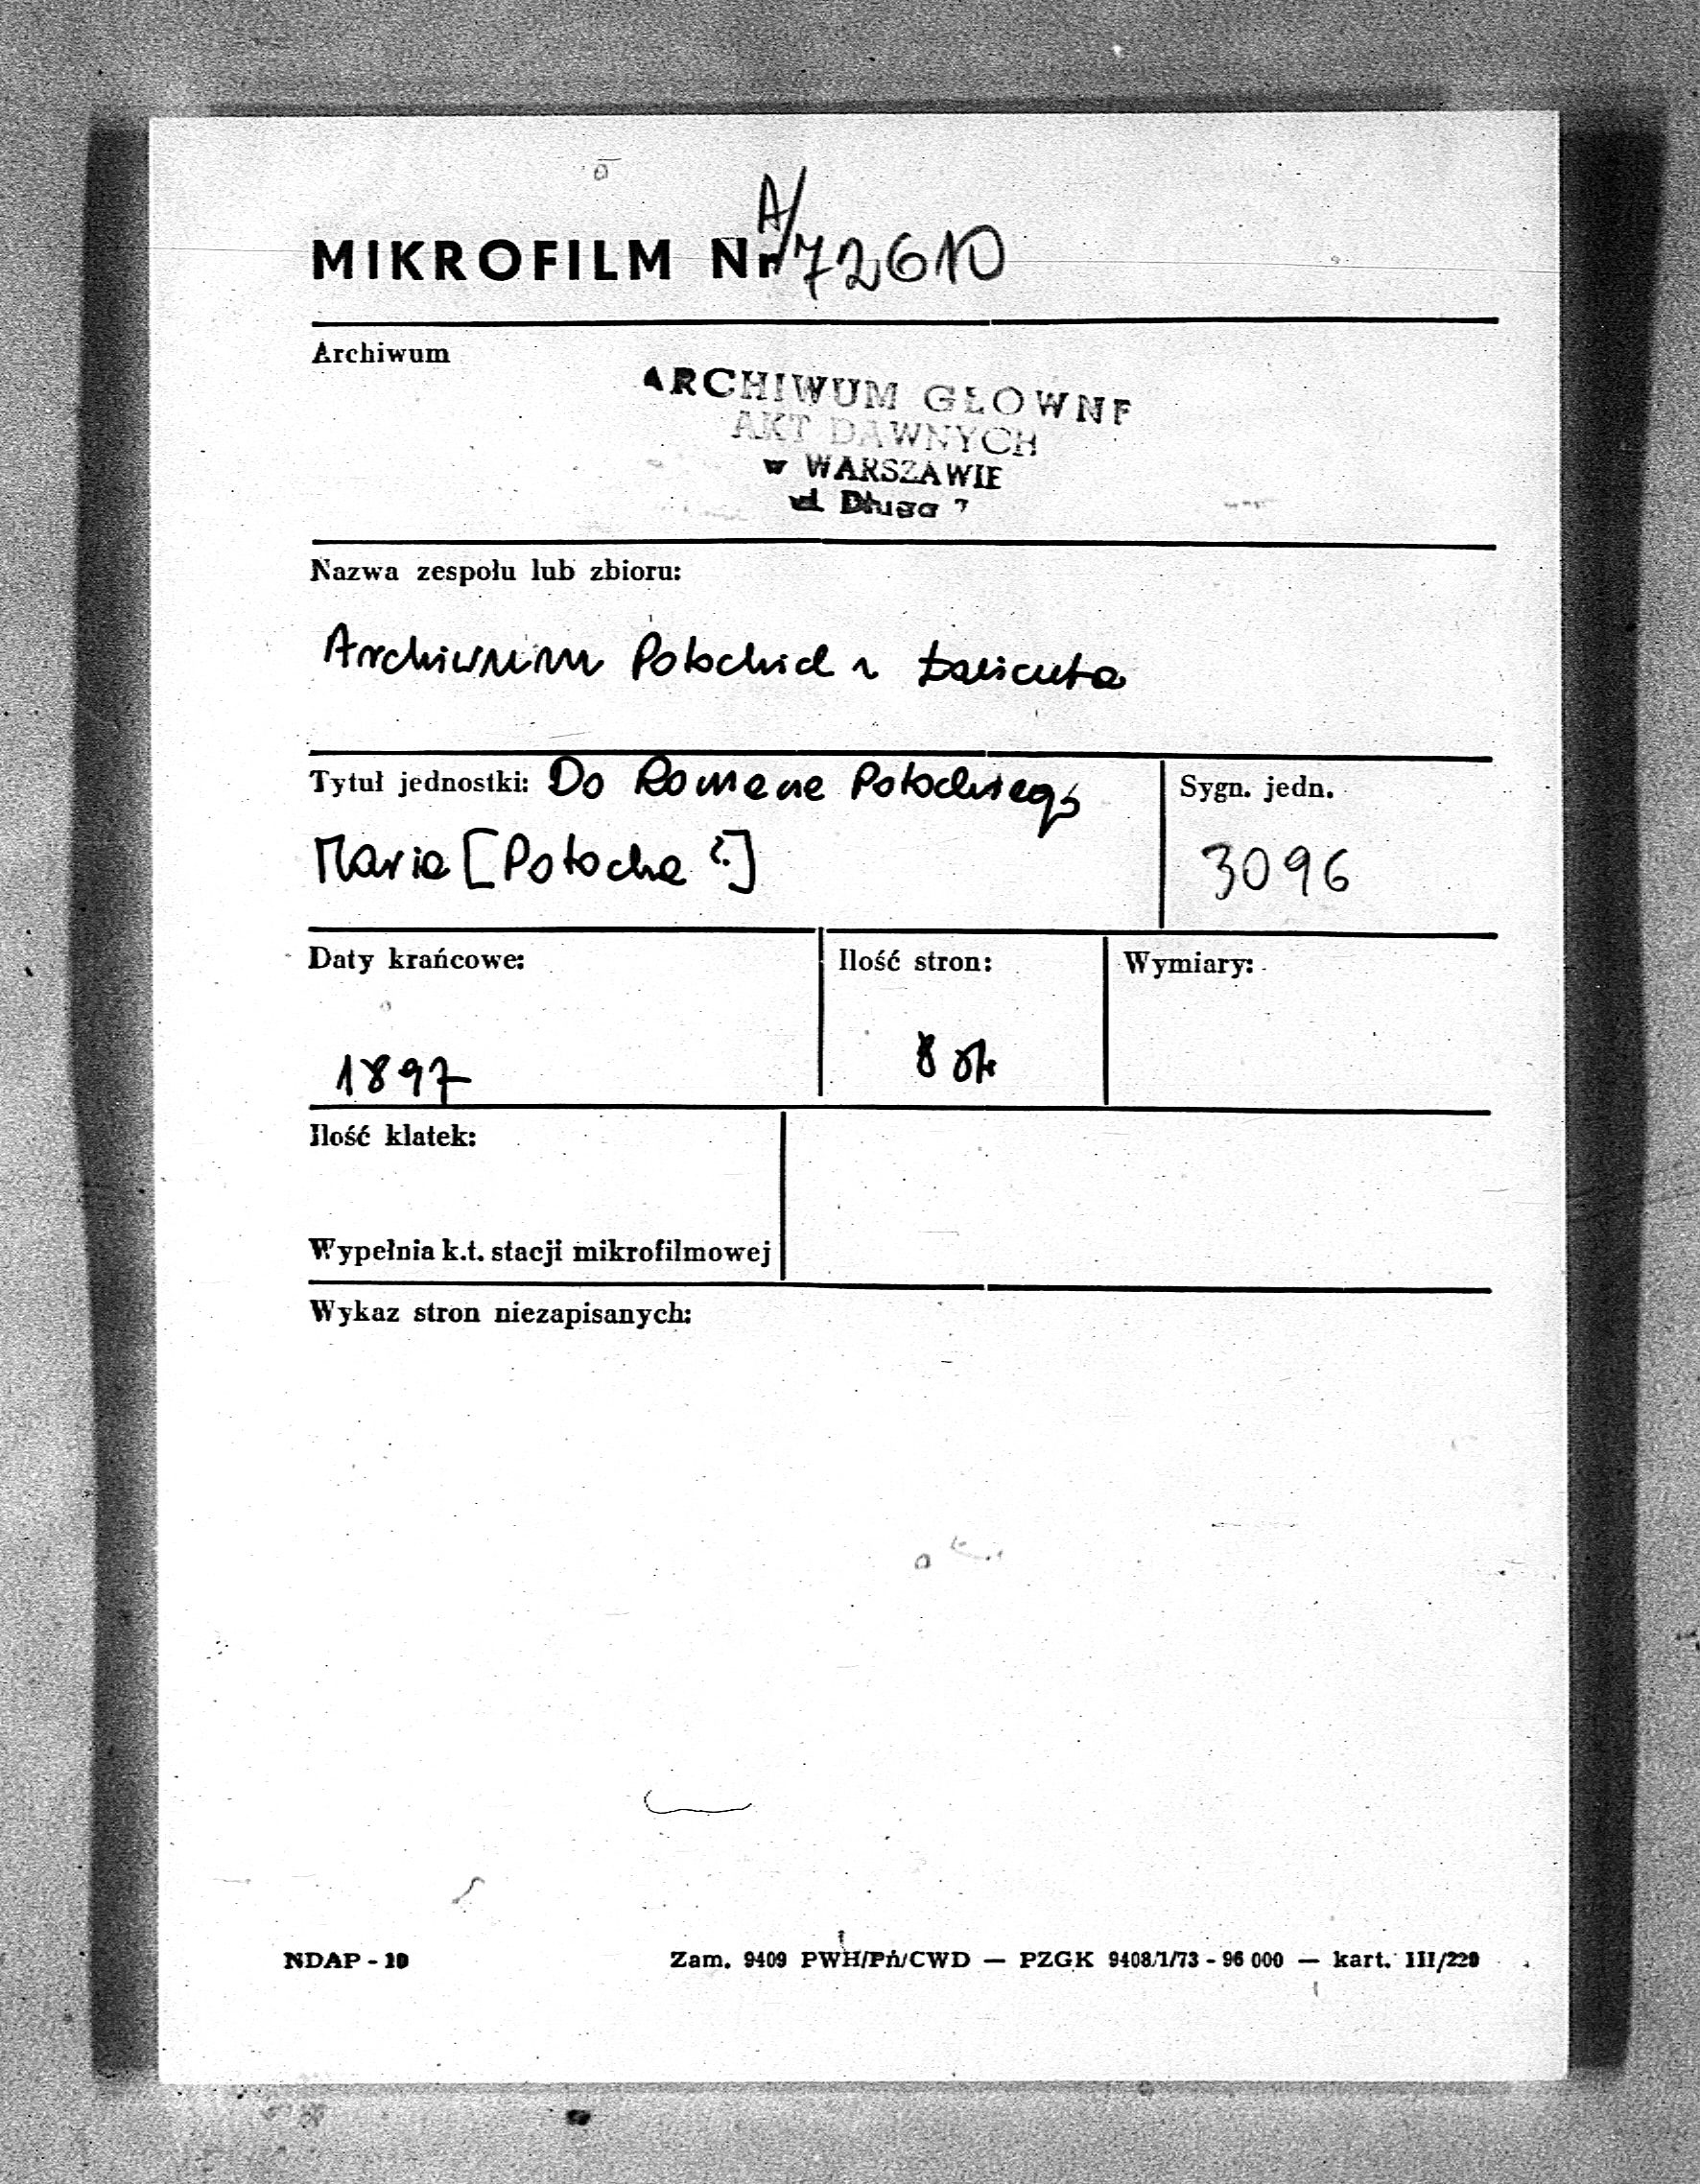 MIKROFILM Nr A/72610
Archiwum
ARCHIWUM GŁOWNE
AKT DAWNYCH
w WARSZAWIE
ul. Długa 7
Nazwa zespołu lub zbioru:
Archiwum Potockich z Łańcuta
Tytuł jednostki: Do Romana Potockiego
Maria [Potocka ?]
Sygn. jedn.
3096
Daty krańcowe:
1897
Ilość stron:
8 str
Wymiary:
Ilość klatek:
Wypełnia k.t. stacji mikrofilmowej
Wykaz stron niezapisanych:
NDAP - 10
Zam. 9409 PWH/Pń/CWD — PZGK 9408/1/73 - 96 000 — kart. III/220